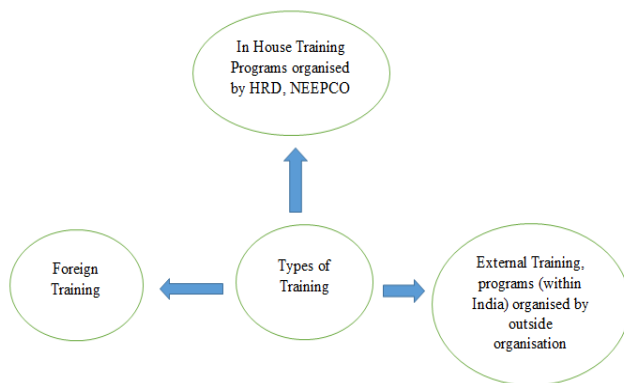 In House Training
Programs organised
by HRD, NEEPCO
Foreign
Training
Types of
Training
External Training,
programs (within
India) organised by
outside
organisation